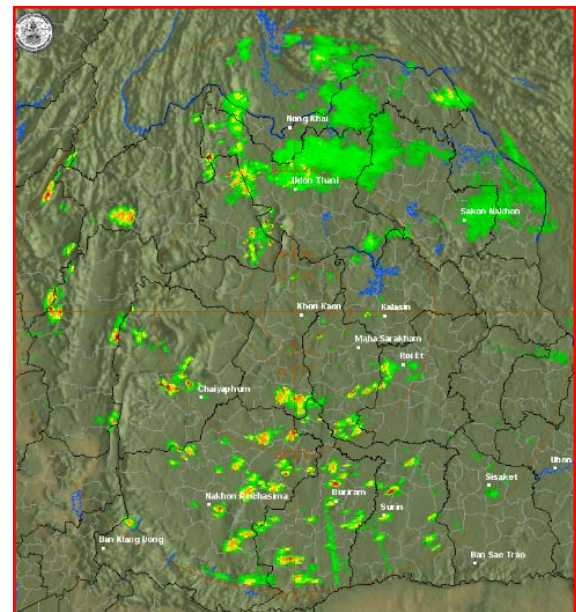 Nong Khai
Udon Thani
Sakon Nakhon
Khon Kaen
Kalasin
Maha Sarakham
Roi Et
Chaiyaphum
Ubon
Sisaket
Nakhon Ratchasima
Buriram
Surin
Ban Klang Dong
Ban Sae Trao